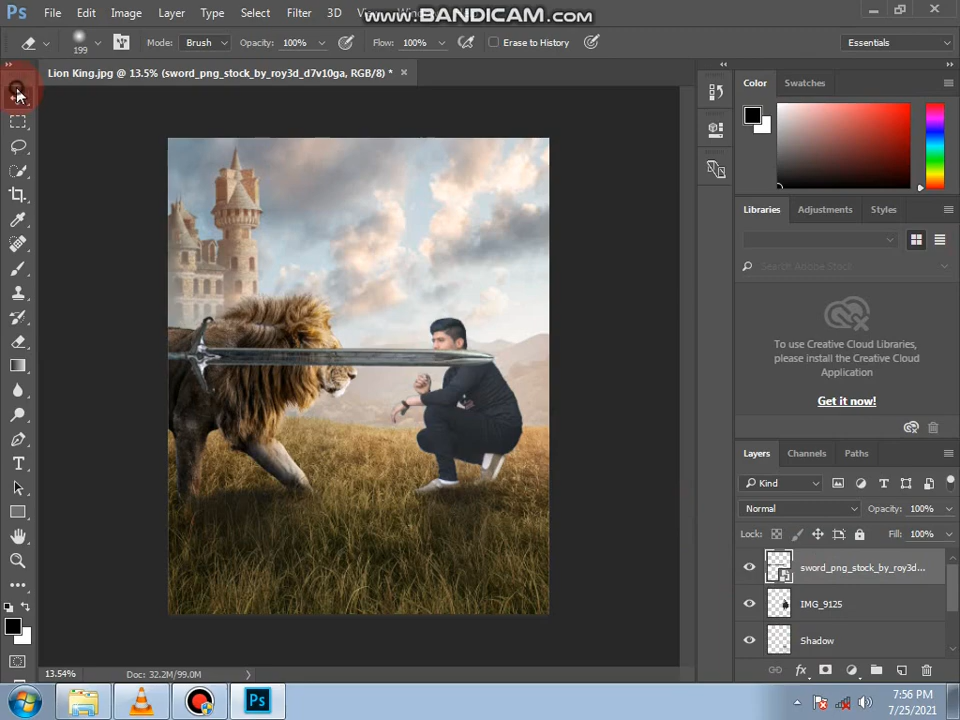 Ps File Edit Image Layer Type Select Filter 3D
www.BANDICAM.com
199 Mode: Brush Opacity: 100% Flow: 100% Erase to History Essentials
Lion King.jpg @ 13.5% (sword_png_stock_by_roy3d_d7v10ga, RGB/8) *
Color Swatches
Libraries Adjustments Styles
Search Adobe Stock
To use Creative Cloud Libraries,
please install the Creative Cloud
Application
Get it now!
Layers Channels Paths
Kind
Normal Opacity: 100%
Lock: Fill: 100%
sword_png_stock_by_roy3d...
IMG_9125
Shadow
13.54% Doc: 32.2M/99.0M
Ps
7:56 PM
7/25/2021